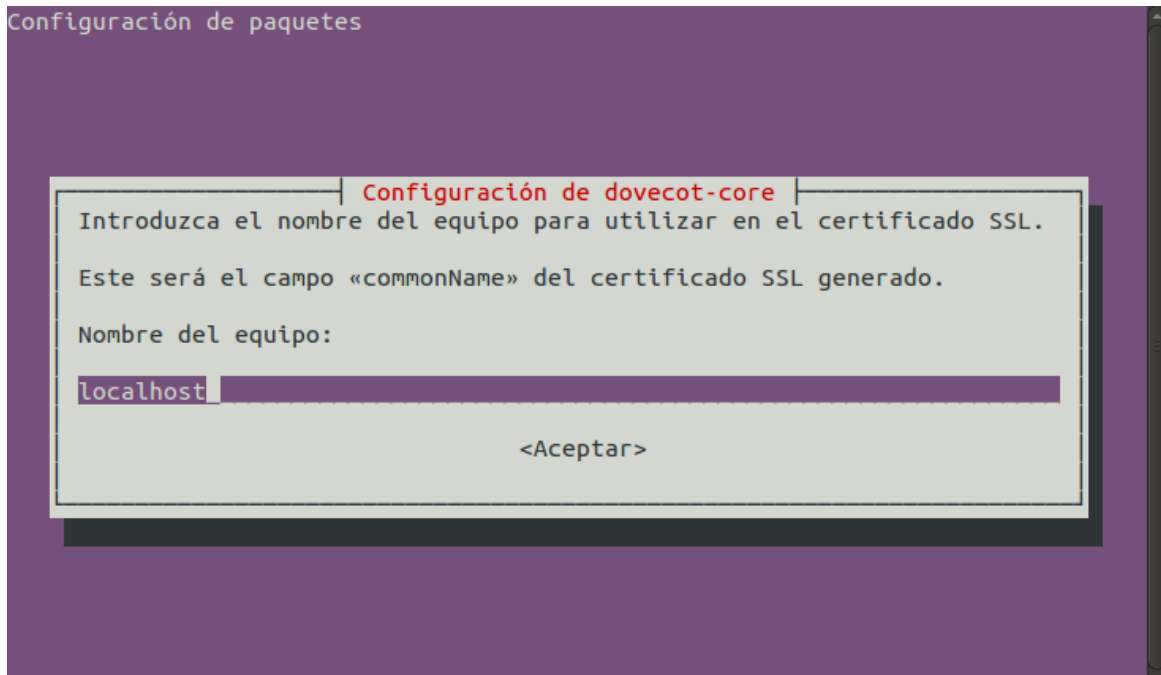 Configuración de paquetes
Configuración de dovecot-core
Introduzca el nombre del equipo para utilizar en el certificado SSL.
Este será el campo «commonName» del certificado SSL generado.
Nombre del equipo:
localhost
<Aceptar>